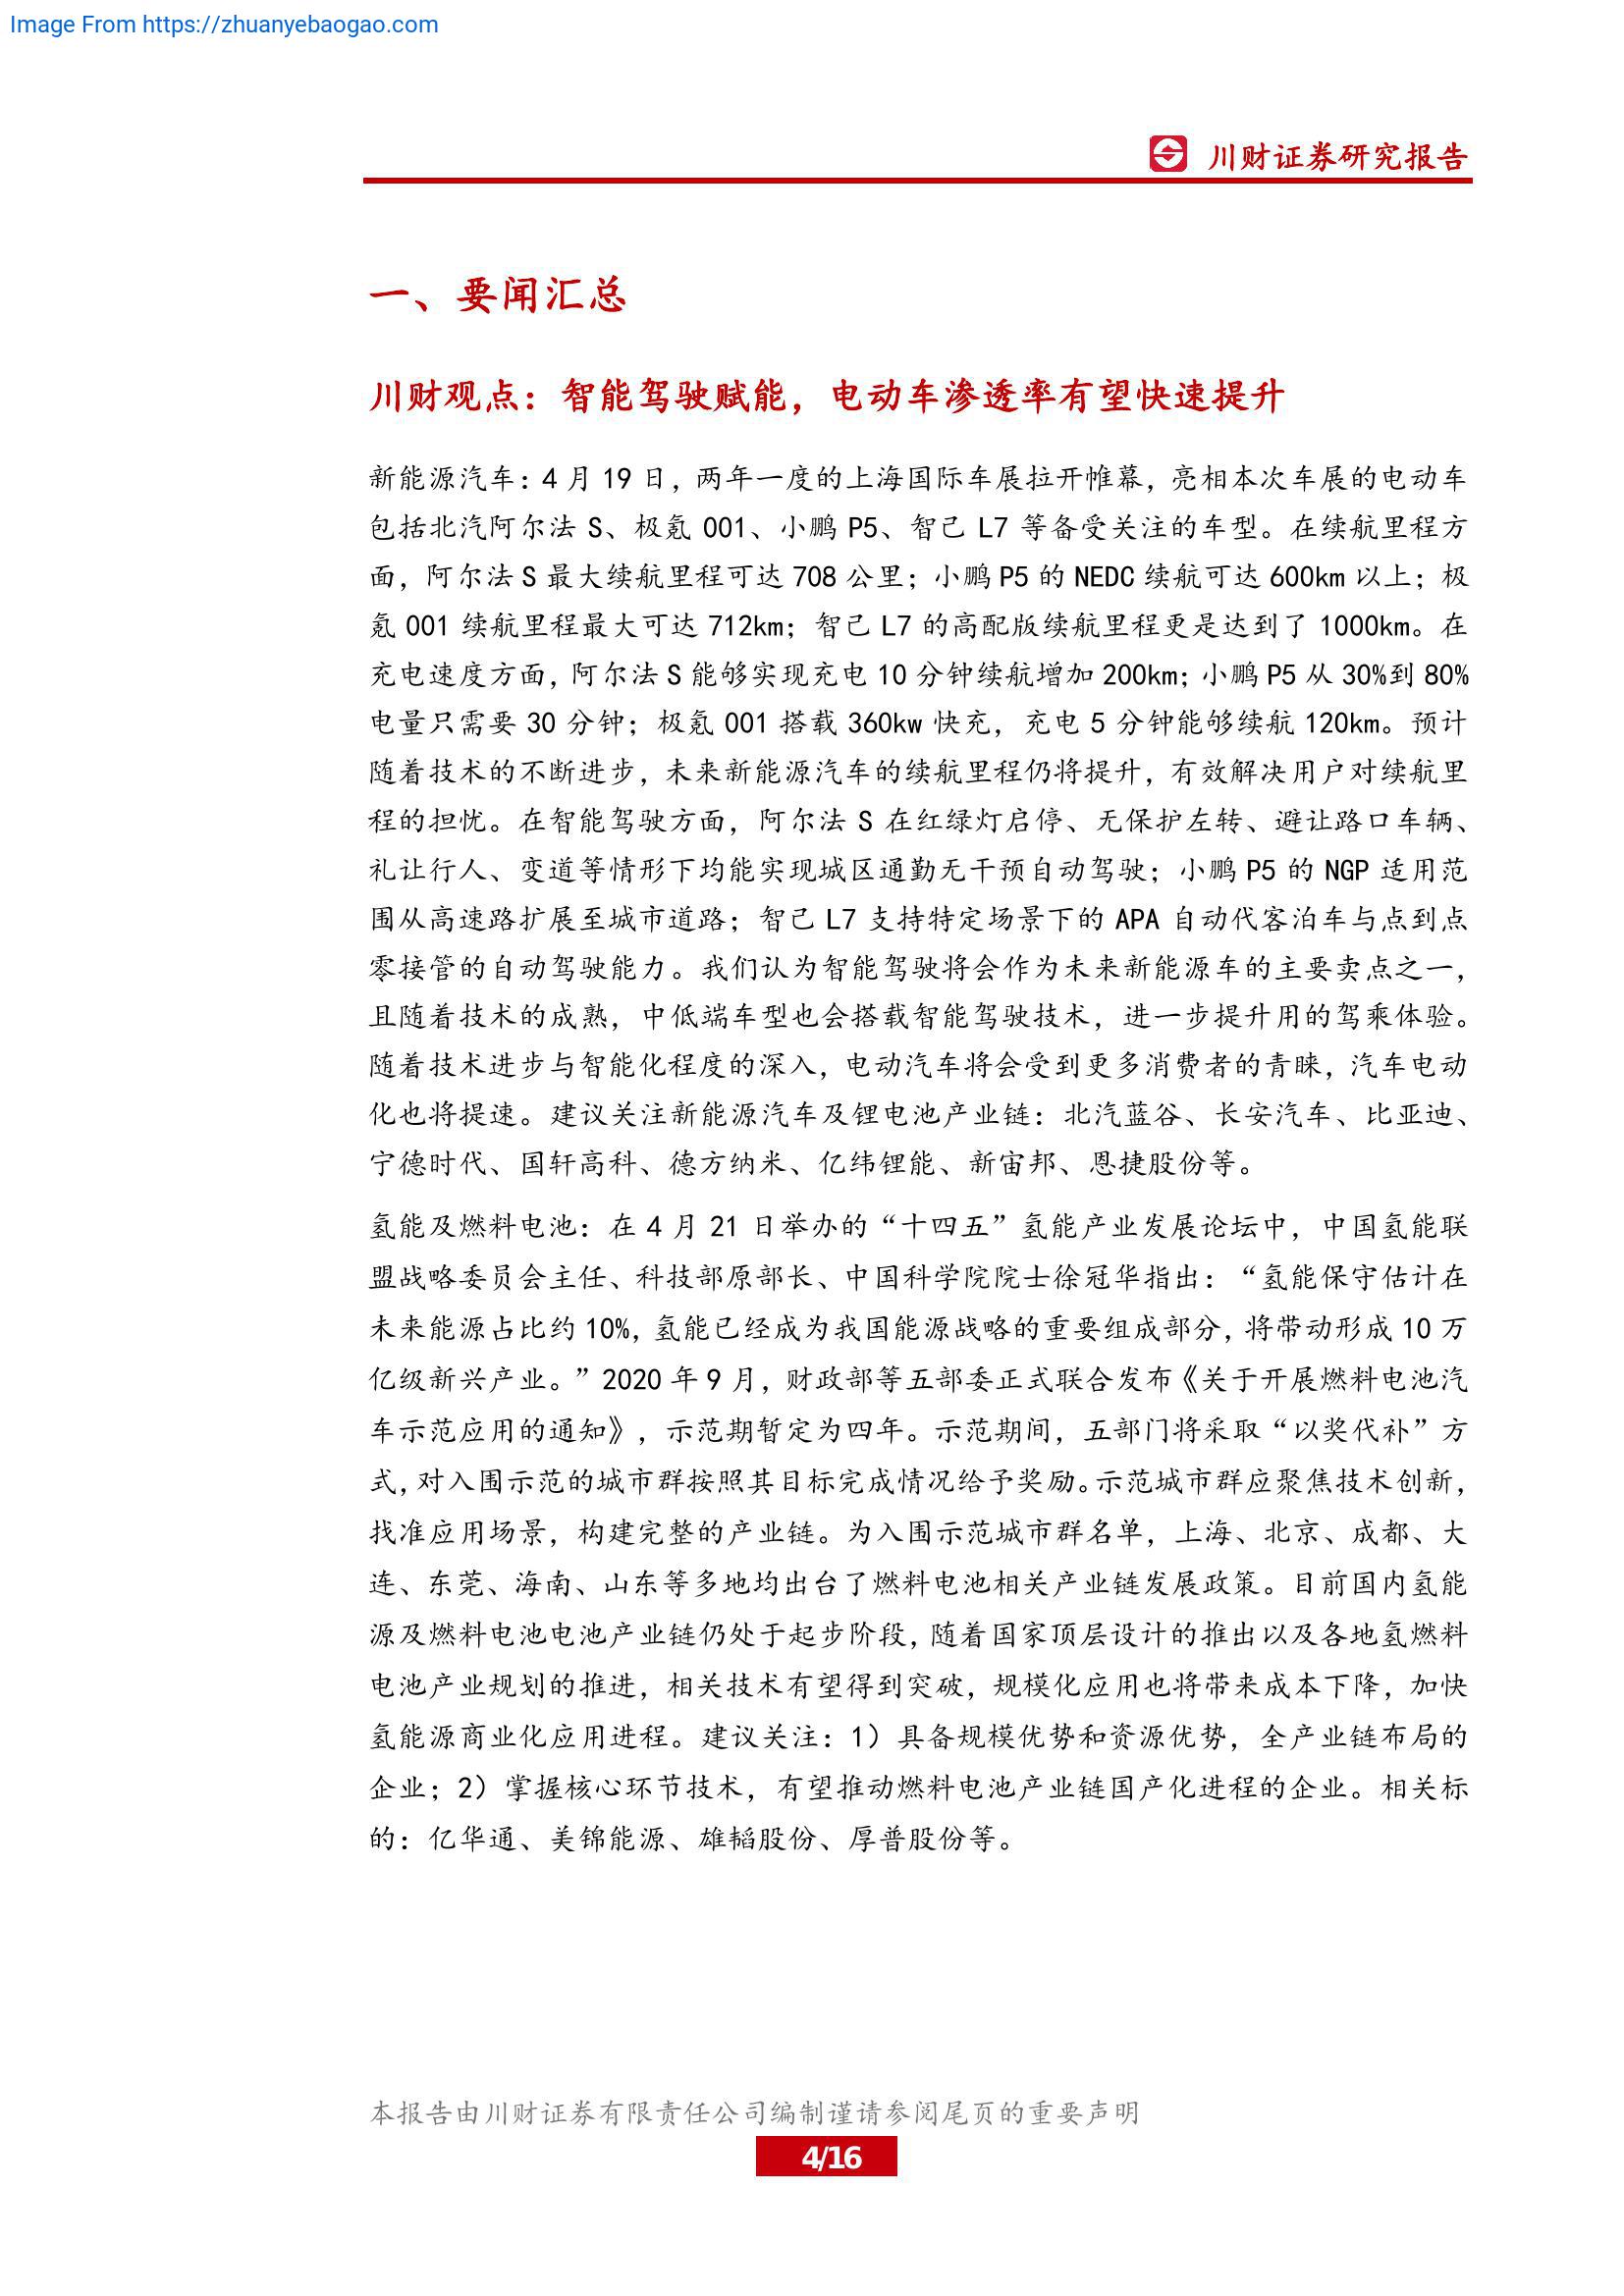 Image From https://zhuanyebaogao.com
川财证券研究报告
一、要闻汇总
川财观点：智能驾驶赋能，电动车渗透率有望快速提升
新能源汽车：4 月 19 日，两年一度的上海国际车展拉开帷幕，亮相本次车展的电动车
包括北汽阿尔法 S、极氪 001、小鹏 P5、智己 L7 等备受关注的车型。在续航里程方
面，阿尔法 S 最大续航里程可达 708 公里；小鹏 P5 的 NEDC 续航可达 600km 以上；极
氪 001 续航里程最大可达 712km；智己 L7 的高配版续航里程更是达到了 1000km。在
充电速度方面，阿尔法 S 能够实现充电 10 分钟续航增加 200km；小鹏 P5 从 30%到 80%
电量只需要 30 分钟；极氪 001 搭载 360kw 快充，充电 5 分钟能够续航 120km。预计
随着技术的不断进步，未来新能源汽车的续航里程仍将提升，有效解决用户对续航里
程的担忧。在智能驾驶方面，阿尔法 S 在红绿灯启停、无保护左转、避让路口车辆、
礼让行人、变道等情形下均能实现城区通勤无干预自动驾驶；小鹏 P5 的 NGP 适用范
围从高速路扩展至城市道路；智己 L7 支持特定场景下的 APA 自动代客泊车与点到点
零接管的自动驾驶能力。我们认为智能驾驶将会作为未来新能源车的主要卖点之一，
且随着技术的成熟，中低端车型也会搭载智能驾驶技术，进一步提升用的驾乘体验。
随着技术进步与智能化程度的深入，电动汽车将会受到更多消费者的青睐，汽车电动
化也将提速。建议关注新能源汽车及锂电池产业链：北汽蓝谷、长安汽车、比亚迪、
宁德时代、国轩高科、德方纳米、亿纬锂能、新宙邦、恩捷股份等。
氢能及燃料电池：在 4 月 21 日举办的“十四五”氢能产业发展论坛中，中国氢能联
盟战略委员会主任、科技部原部长、中国科学院院士徐冠华指出：“氢能保守估计在
未来能源占比约 10%，氢能已经成为我国能源战略的重要组成部分，将带动形成 10 万
亿级新兴产业。”2020 年 9 月，财政部等五部委正式联合发布《关于开展燃料电池汽
车示范应用的通知》，示范期暂定为四年。示范期间，五部门将采取“以奖代补”方
式，对入围示范的城市群按照其目标完成情况给予奖励。示范城市群应聚焦技术创新，
找准应用场景，构建完整的产业链。为入围示范城市群名单，上海、北京、成都、大
连、东莞、海南、山东等多地均出台了燃料电池相关产业链发展政策。目前国内氢能
源及燃料电池电池产业链仍处于起步阶段，随着国家顶层设计的推出以及各地氢燃料
电池产业规划的推进，相关技术有望得到突破，规模化应用也将带来成本下降，加快
氢能源商业化应用进程。建议关注：1）具备规模优势和资源优势，全产业链布局的
企业；2）掌握核心环节技术，有望推动燃料电池产业链国产化进程的企业。相关标
的：亿华通、美锦能源、雄韬股份、厚普股份等。
本报告由川财证券有限责任公司编制谨请参阅尾页的重要声明
4/16